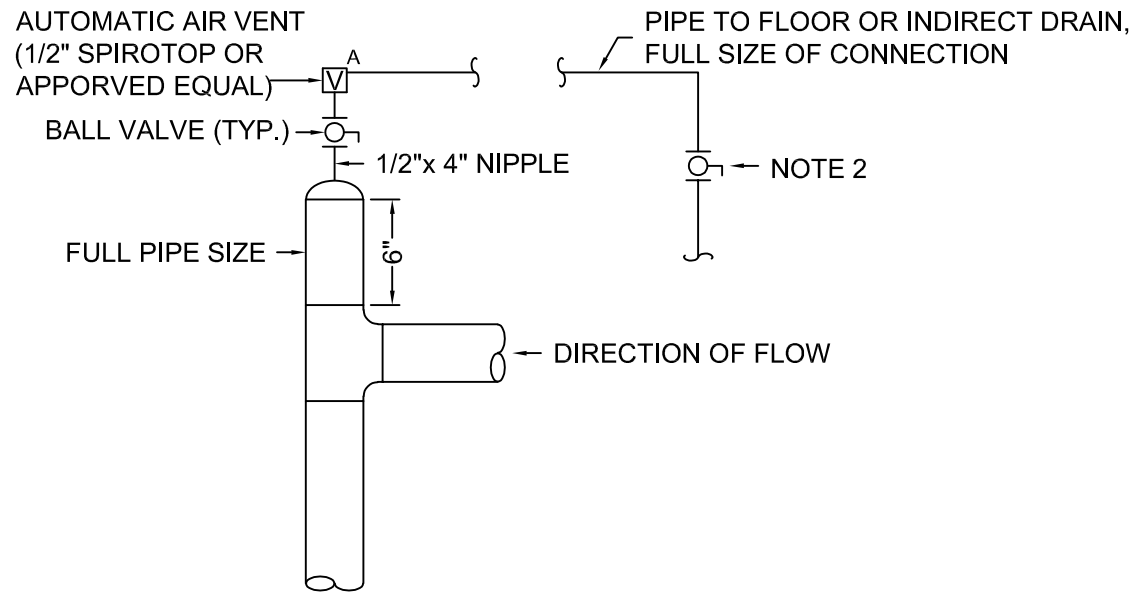 AUTOMATIC AIR VENT
(1/2" SPIROTOP OR
APPORVED EQUAL)
V
A
PIPE TO FLOOR OR INDIRECT DRAIN,
FULL SIZE OF CONNECTION
BALL VALVE (TYP.)
1/2"x 4" NIPPLE
NOTE 2
FULL PIPE SIZE
6"
DIRECTION OF FLOW